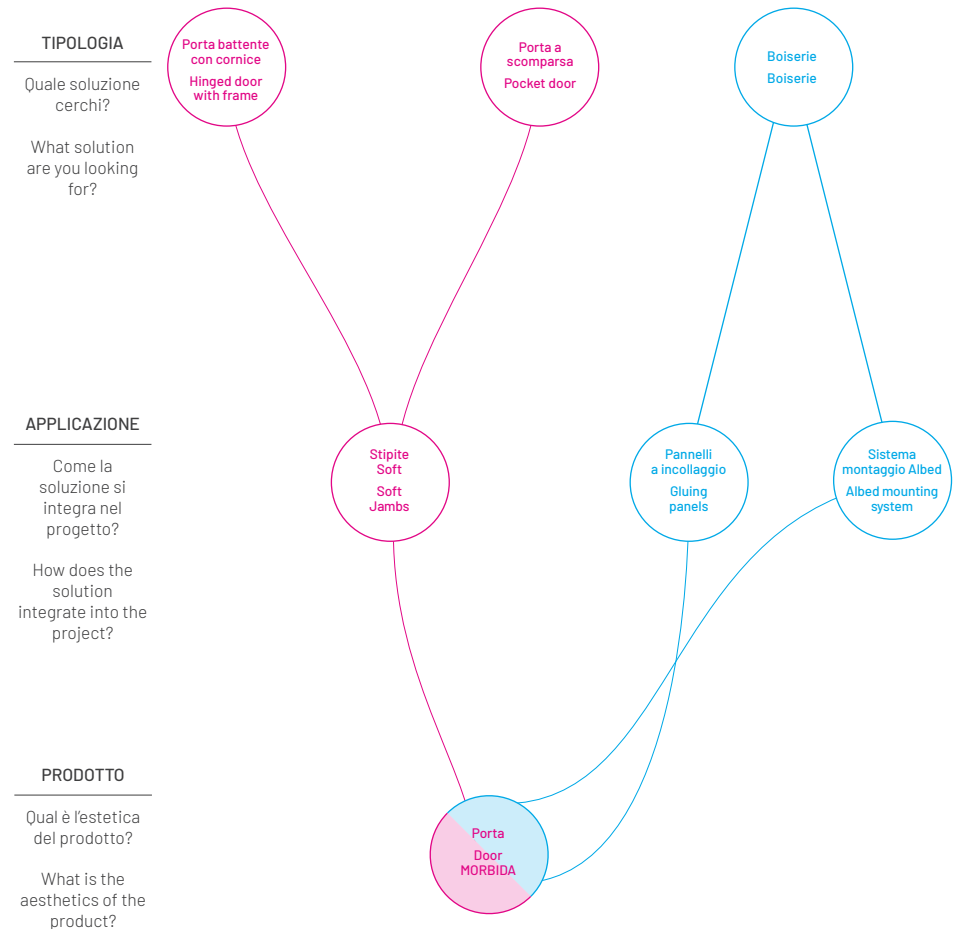 TIPOLOGIA
Quale soluzione
cerchi?
What solution
are you looking
for?
Porta battente
con cornice
Hinged door
with frame
Porta a
scomparsa
Pocket door
Boiserie
Boiserie
APPLICAZIONE
Come la
soluzione si
integra nel
progetto?
How does the
solution
integrate into the
project?
Stipite
Soft
Soft
Jambs
Pannelli
a incollaggio
Gluing
panels
Sistema
montaggio Albed
Albed mounting
system
PRODOTTO
Qual è l’estetica
del prodotto?
What is the
aesthetics of the
product?
Porta
Door
MORBIDA